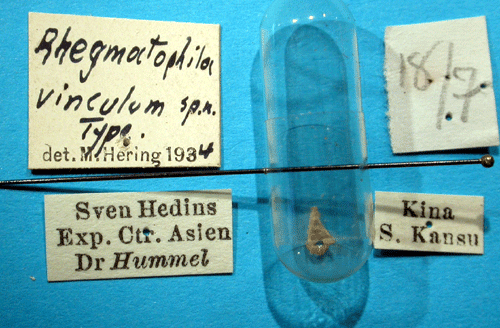 Rhegmatophila
vinculum sp.n.
Type.
det. M. Hering 1934
18/7
Sven Hedins
Exp. Ctr. Asien
Dr Hummel
Kina
S. Kansu